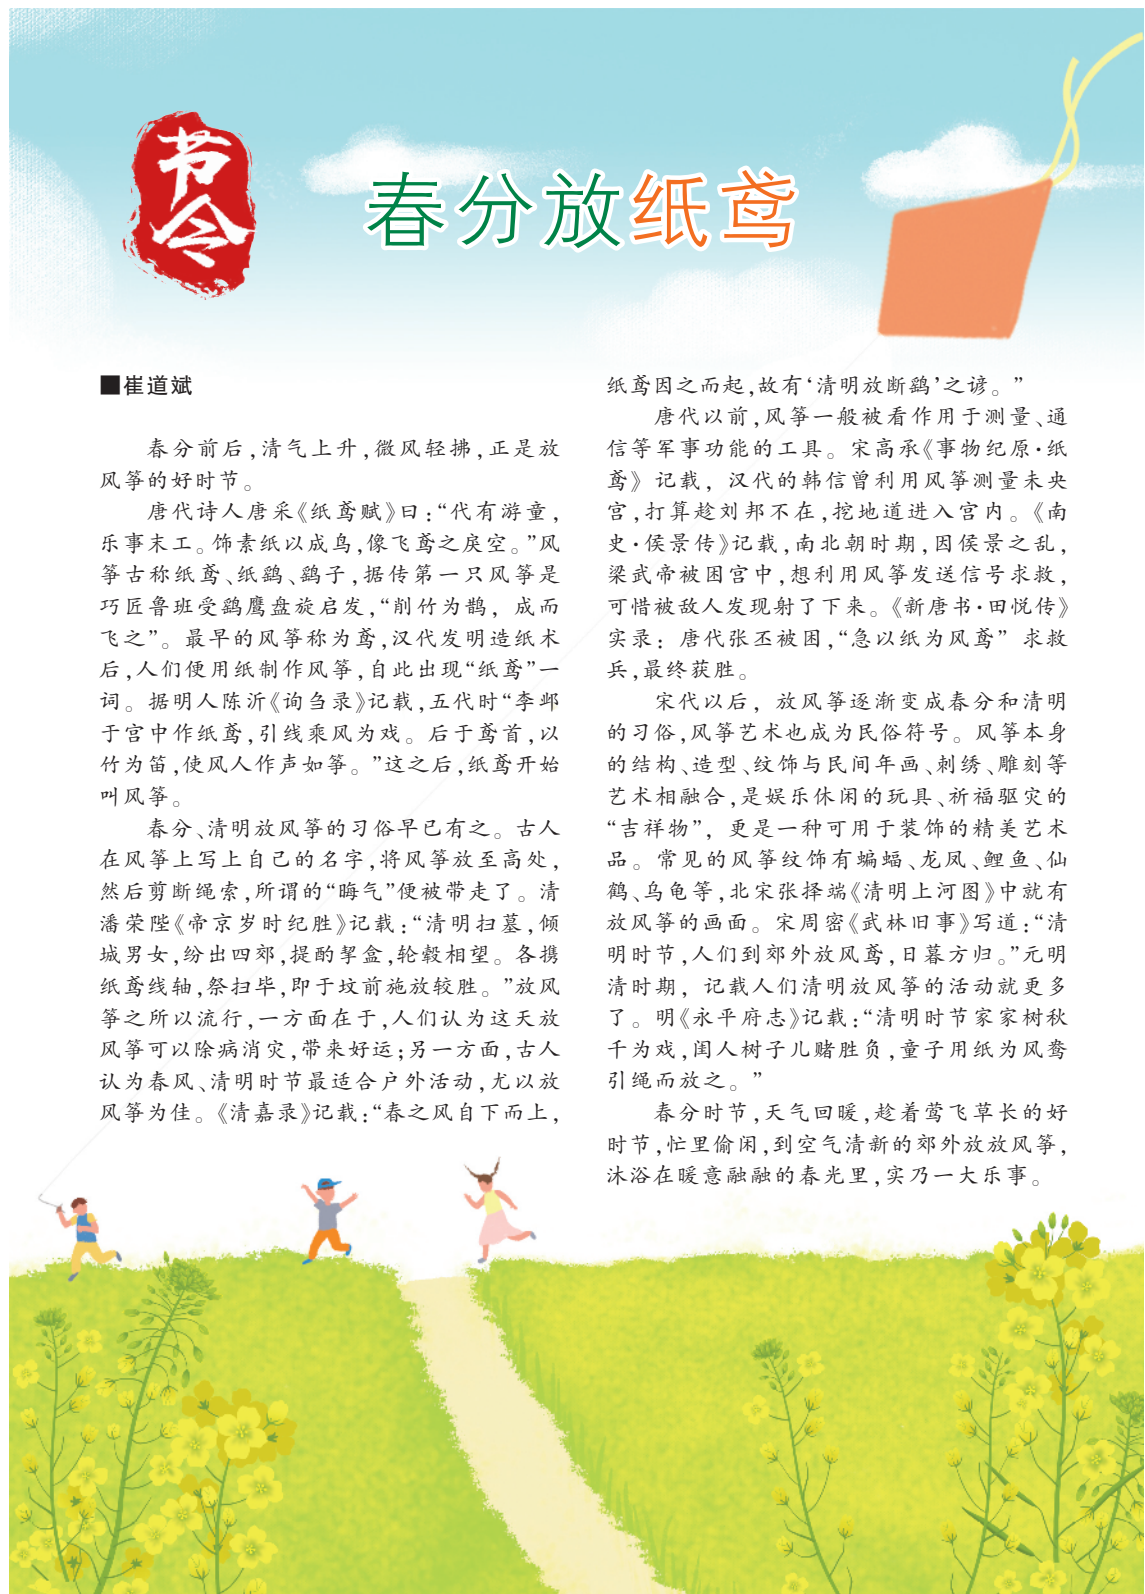 节令
春分放纸鸢
■崔道斌
春分前后,清气上升,微风轻拂,正是放
风筝的好时节。
唐代诗人唐采《纸鸢赋》曰:“代有游童,
乐事末工。饰素纸以成鸟,像飞鸢之戾空。”风
筝古称纸鸢、纸鹞、鹞子,据传第一只风筝是
巧匠鲁班受鹞鹰盘旋启发,“削竹为鹊，成而
飞之”。最早的风筝称为鸢,汉代发明造纸术
后,人们便用纸制作风筝,自此出现“纸鸢”一
词。据明人陈沂《询刍录》记载,五代时“李邺
于宫中作纸鸢,引线乘风为戏。后于鸢首,以
竹为笛,使风人作声如筝。”这之后,纸鸢开始
叫风筝。
春分、清明放风筝的习俗早已有之。古人
在风筝上写上自己的名字,将风筝放至高处,
然后剪断绳索,所谓的“晦气”便被带走了。清
潘荣陛《帝京岁时纪胜》记载:“清明扫墓,倾
城男女,纷出四郊,提酌挈盒,轮毂相望。各携
纸鸢线轴,祭扫毕,即于坟前施放较胜。”放风
筝之所以流行,一方面在于,人们认为这天放
风筝可以除病消灾,带来好运;另一方面,古人
认为春风、清明时节最适合户外活动,尤以放
风筝为佳。《清嘉录》记载:“春之风自下而上,
纸鸢因之而起,故有‘清明放断鹞’之谚。”
唐代以前,风筝一般被看作用于测量、通
信等军事功能的工具。宋高承《事物纪原·纸
鸢》记载，汉代的韩信曾利用风筝测量未央
宫,打算趁刘邦不在,挖地道进入宫内。《南
史·侯景传》记载,南北朝时期,因侯景之乱,
梁武帝被困宫中,想利用风筝发送信号求救,
可惜被敌人发现射了下来。《新唐书·田悦传》
实录：唐代张丕被困,“急以纸为风鸢”求救
兵,最终获胜。
宋代以后，放风筝逐渐变成春分和清明
的习俗,风筝艺术也成为民俗符号。风筝本身
的结构、造型、纹饰与民间年画、刺绣、雕刻等
艺术相融合,是娱乐休闲的玩具、祈福驱灾的
“吉祥物”，更是一种可用于装饰的精美艺术
品。常见的风筝纹饰有蝙蝠、龙凤、鲤鱼、仙
鹤、乌龟等,北宋张择端《清明上河图》中就有
放风筝的画面。宋周密《武林旧事》写道:“清
明时节,人们到郊外放风鸢,日暮方归。”元明
清时期，记载人们清明放风筝的活动就更多
了。明《永平府志》记载:“清明时节家家树秋
千为戏,闺人树子儿赌胜负,童子用纸为风鸯
引绳而放之。”
春分时节,天气回暖,趁着莺飞草长的好
时节,忙里偷闲,到空气清新的郊外放放风筝,
沐浴在暖意融融的春光里,实乃一大乐事。